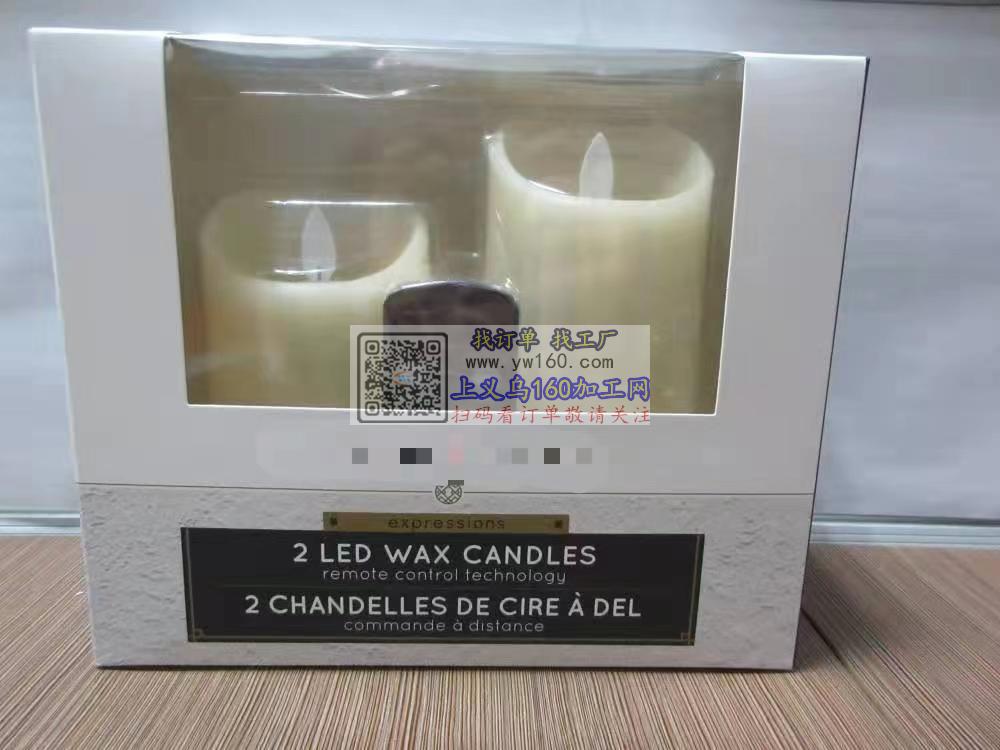 找订单 找工厂
www.yw160.com
上义乌160加工网
扫码看订单敬请关注
expressions
2 LED WAX CANDLES
remote control technology
2 CHANDELLES DE CIRE À DEL
commande à distance